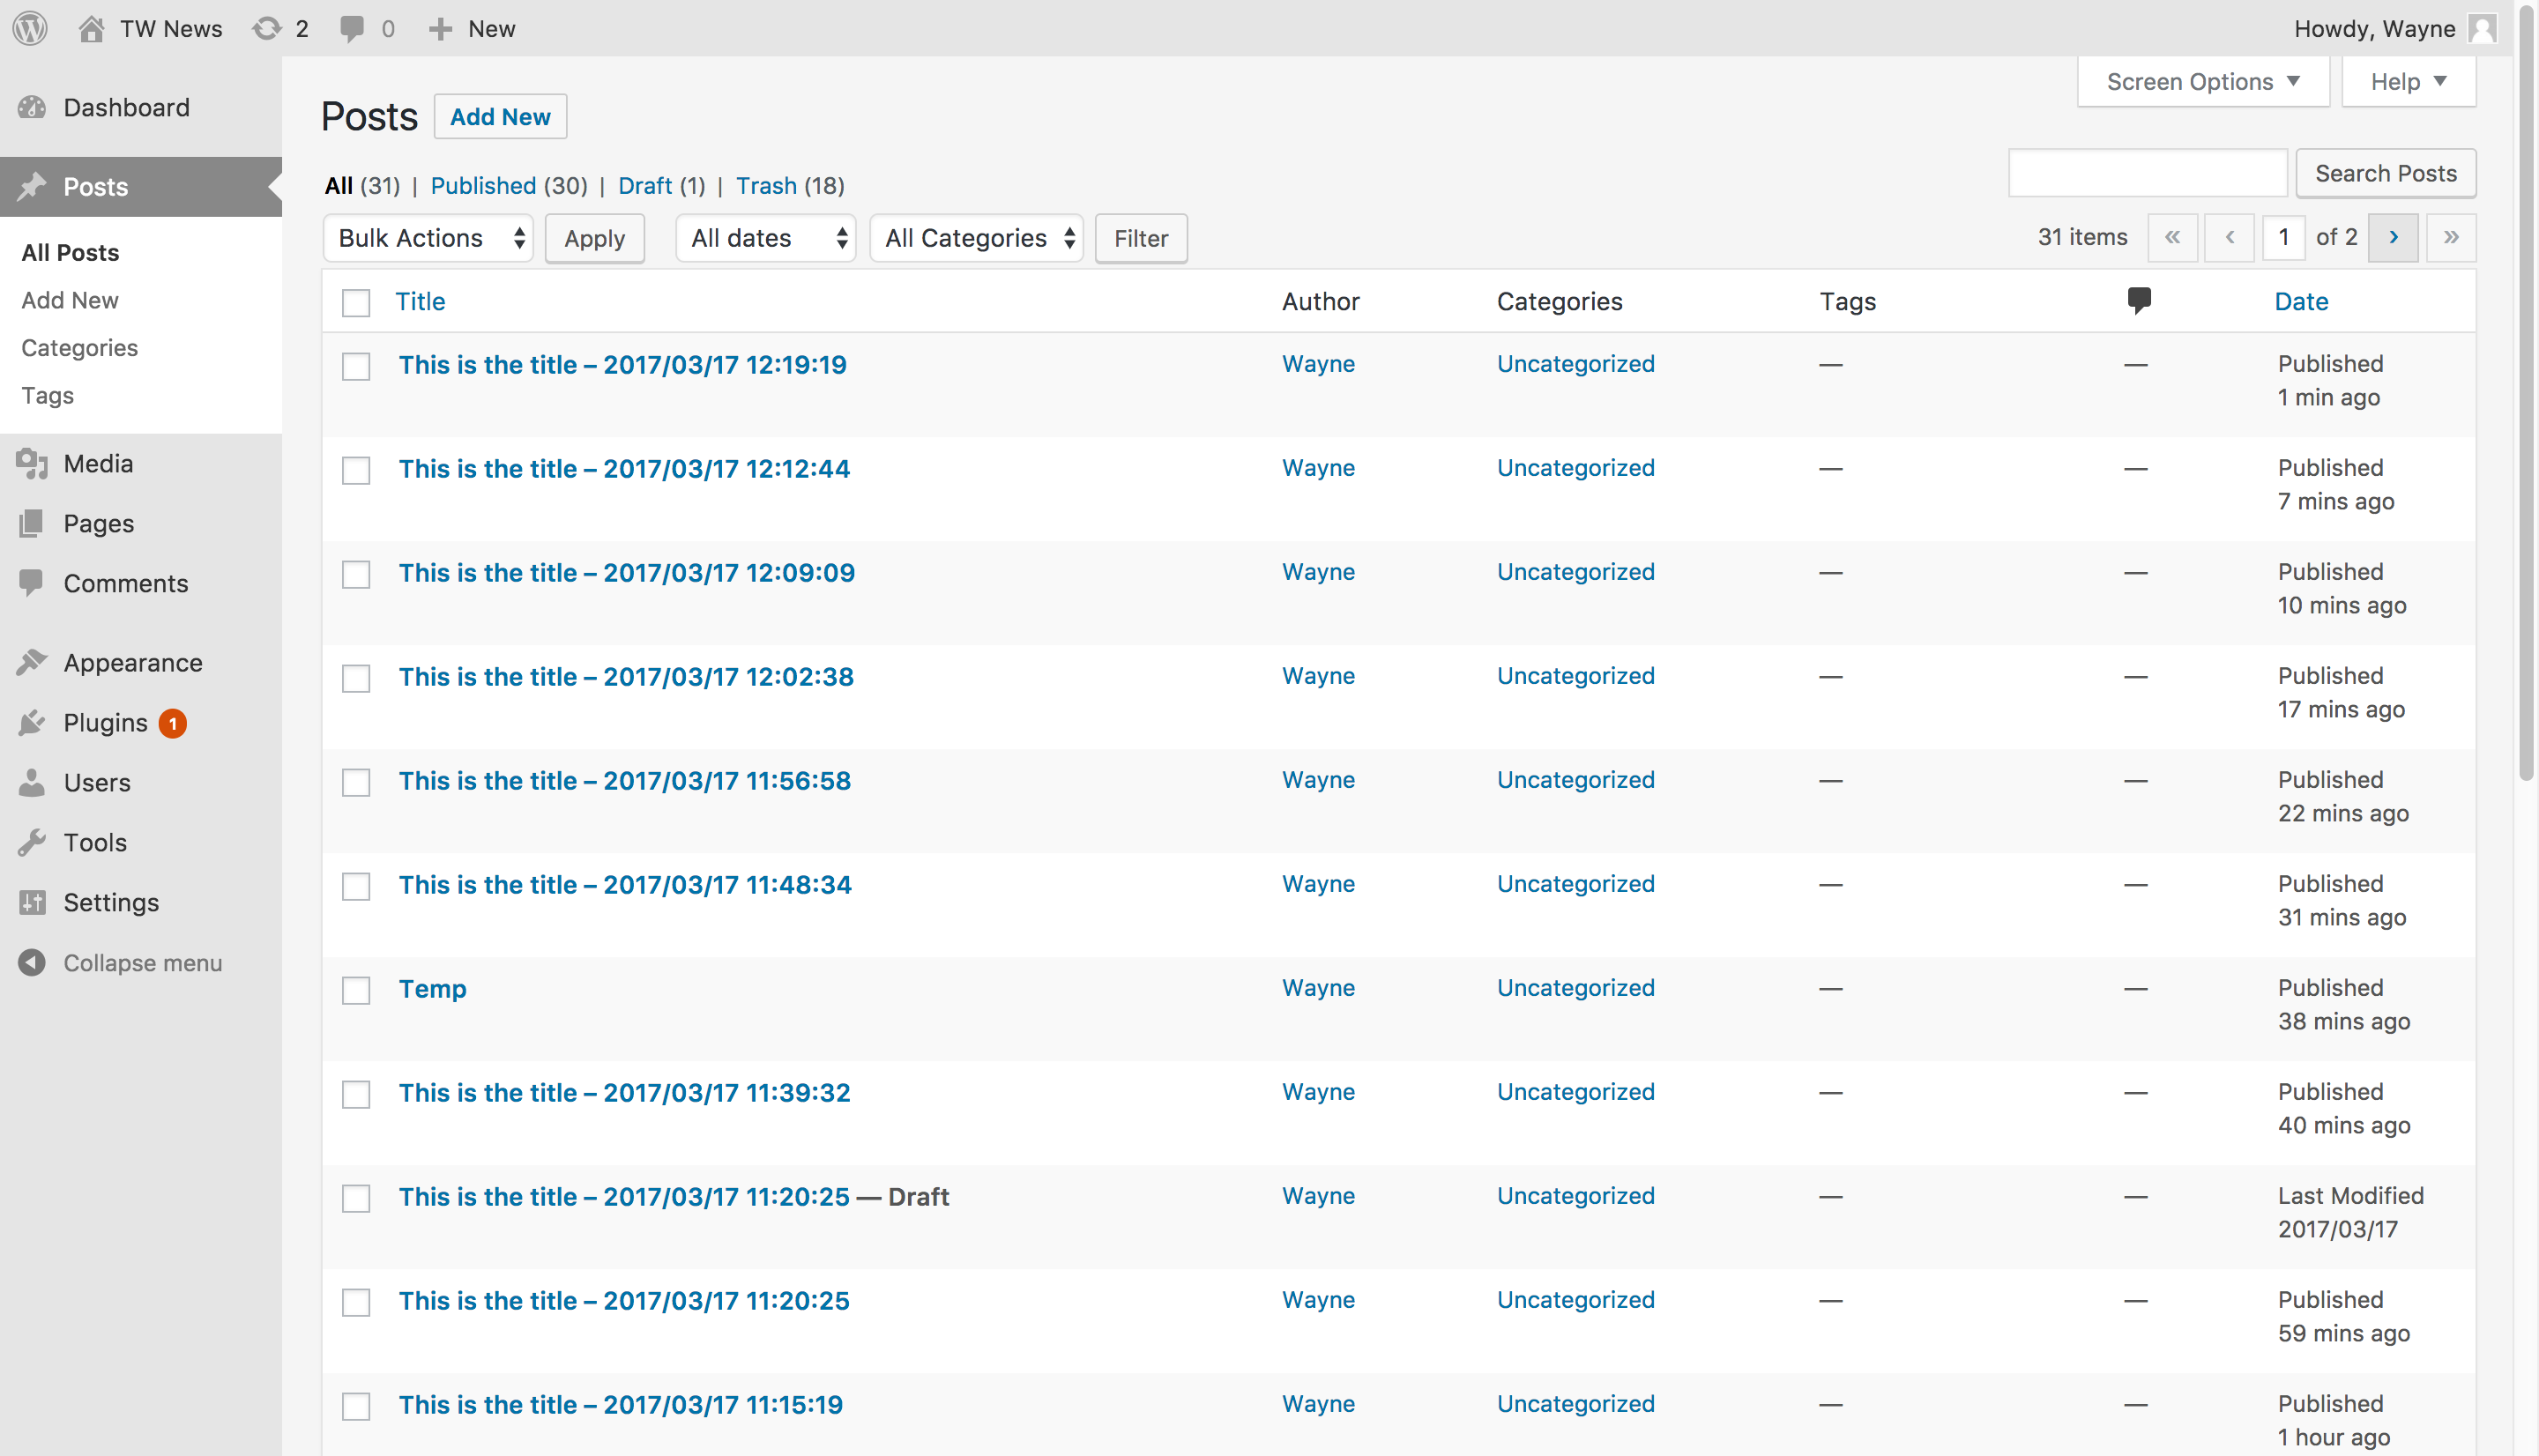 TW News 2 0 New Howdy, Wayne
Screen Options Help
Dashboard
Posts
All Posts
Add New
Categories
Tags
Media
Pages
Comments
Appearance
Plugins 1
Users
Tools
Settings
Collapse menu
Posts Add New
All (31) | Published (30) | Draft (1) | Trash (18)
Search Posts
Bulk Actions Apply All dates All Categories Filter 31 items « ‹ 1 of 2 › »
Title Author Categories Tags Date
This is the title – 2017/03/17 12:19:19 Wayne Uncategorized — — Published
1 min ago
This is the title – 2017/03/17 12:12:44 Wayne Uncategorized — — Published
7 mins ago
This is the title – 2017/03/17 12:09:09 Wayne Uncategorized — — Published
10 mins ago
This is the title – 2017/03/17 12:02:38 Wayne Uncategorized — — Published
17 mins ago
This is the title – 2017/03/17 11:56:58 Wayne Uncategorized — — Published
22 mins ago
This is the title – 2017/03/17 11:48:34 Wayne Uncategorized — — Published
31 mins ago
Temp Wayne Uncategorized — — Published
38 mins ago
This is the title – 2017/03/17 11:39:32 Wayne Uncategorized — — Published
40 mins ago
This is the title – 2017/03/17 11:20:25 — Draft Wayne Uncategorized — — Last Modified
2017/03/17
This is the title – 2017/03/17 11:20:25 Wayne Uncategorized — — Published
59 mins ago
This is the title – 2017/03/17 11:15:19 Wayne Uncategorized — — Published
1 hour ago